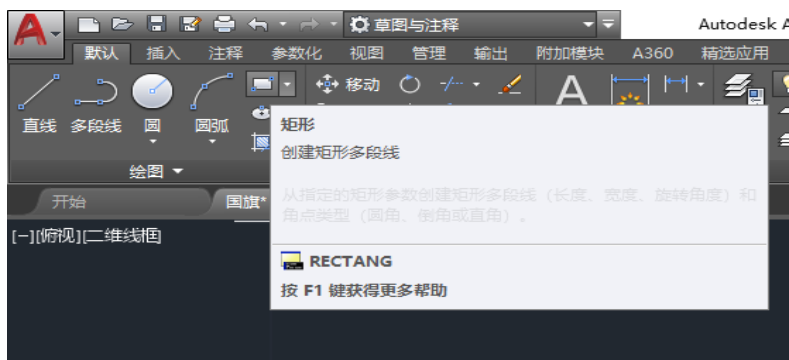 草图与注释
Autodesk A
默认 插入 注释 参数化 视图 管理 输出 附加模块 A360 精选应用
移动
直线 多段线 圆 圆弧
绘图
开始 国旗*
[−][俯视][二维线框]
矩形
创建矩形多段线
从指定的矩形参数创建矩形多段线（长度、宽度、旋转角度）和
角点类型（圆角、倒角或直角）。
RECTANG
按 F1 键获得更多帮助